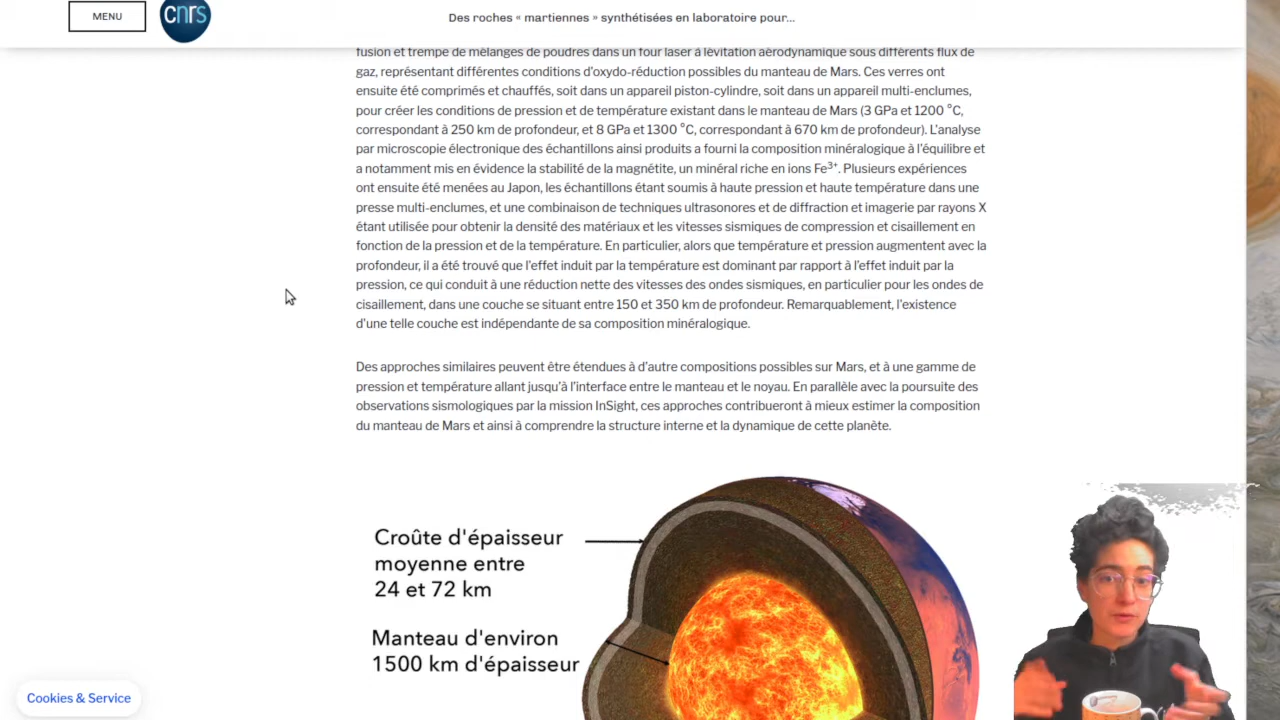 MENU
cnrs
Des roches « martiennes » synthétisées en laboratoire pour...
fusion et trempe de mélanges de poudres dans un four laser à lévitation aérodynamique sous différents flux de
gaz, représentant différentes conditions d'oxydo-réduction possibles du manteau de Mars. Ces verres ont
ensuite été comprimés et chauffés, soit dans un appareil piston-cylindre, soit dans un appareil multi-enclumes,
pour créer les conditions de pression et de température existant dans le manteau de Mars (3 GPa et 1200 °C,
correspondant à 250 km de profondeur, et 8 GPa et 1300 °C, correspondant à 670 km de profondeur). L'analyse
par microscopie électronique des échantillons ainsi produits a fourni la composition minéralogique à l'équilibre et
a notamment mis en évidence la stabilité de la magnétite, un minéral riche en ions Fe³⁺. Plusieurs expériences
ont ensuite été menées au Japon, les échantillons étant soumis à haute pression et haute température dans une
presse multi-enclumes, et une combinaison de techniques ultrasonores et de diffraction et imagerie par rayons X
étant utilisée pour obtenir la densité des matériaux et les vitesses sismiques de compression et cisaillement en
fonction de la pression et de la température. En particulier, alors que température et pression augmentent avec la
profondeur, il a été trouvé que l'effet induit par la température est dominant par rapport à l'effet induit par la
pression, ce qui conduit à une réduction nette des vitesses des ondes sismiques, en particulier pour les ondes de
cisaillement, dans une couche se situant entre 150 et 350 km de profondeur. Remarquablement, l'existence
d'une telle couche est indépendante de sa composition minéralogique.
Des approches similaires peuvent être étendues à d'autre compositions possibles sur Mars, et à une gamme de
pression et température allant jusqu'à l'interface entre le manteau et le noyau. En parallèle avec la poursuite des
observations sismologiques par la mission InSight, ces approches contribueront à mieux estimer la composition
du manteau de Mars et ainsi à comprendre la structure interne et la dynamique de cette planète.
Croûte d'épaisseur
moyenne entre
24 et 72 km
Manteau d'environ
1500 km d'épaisseur
Cookies & Service